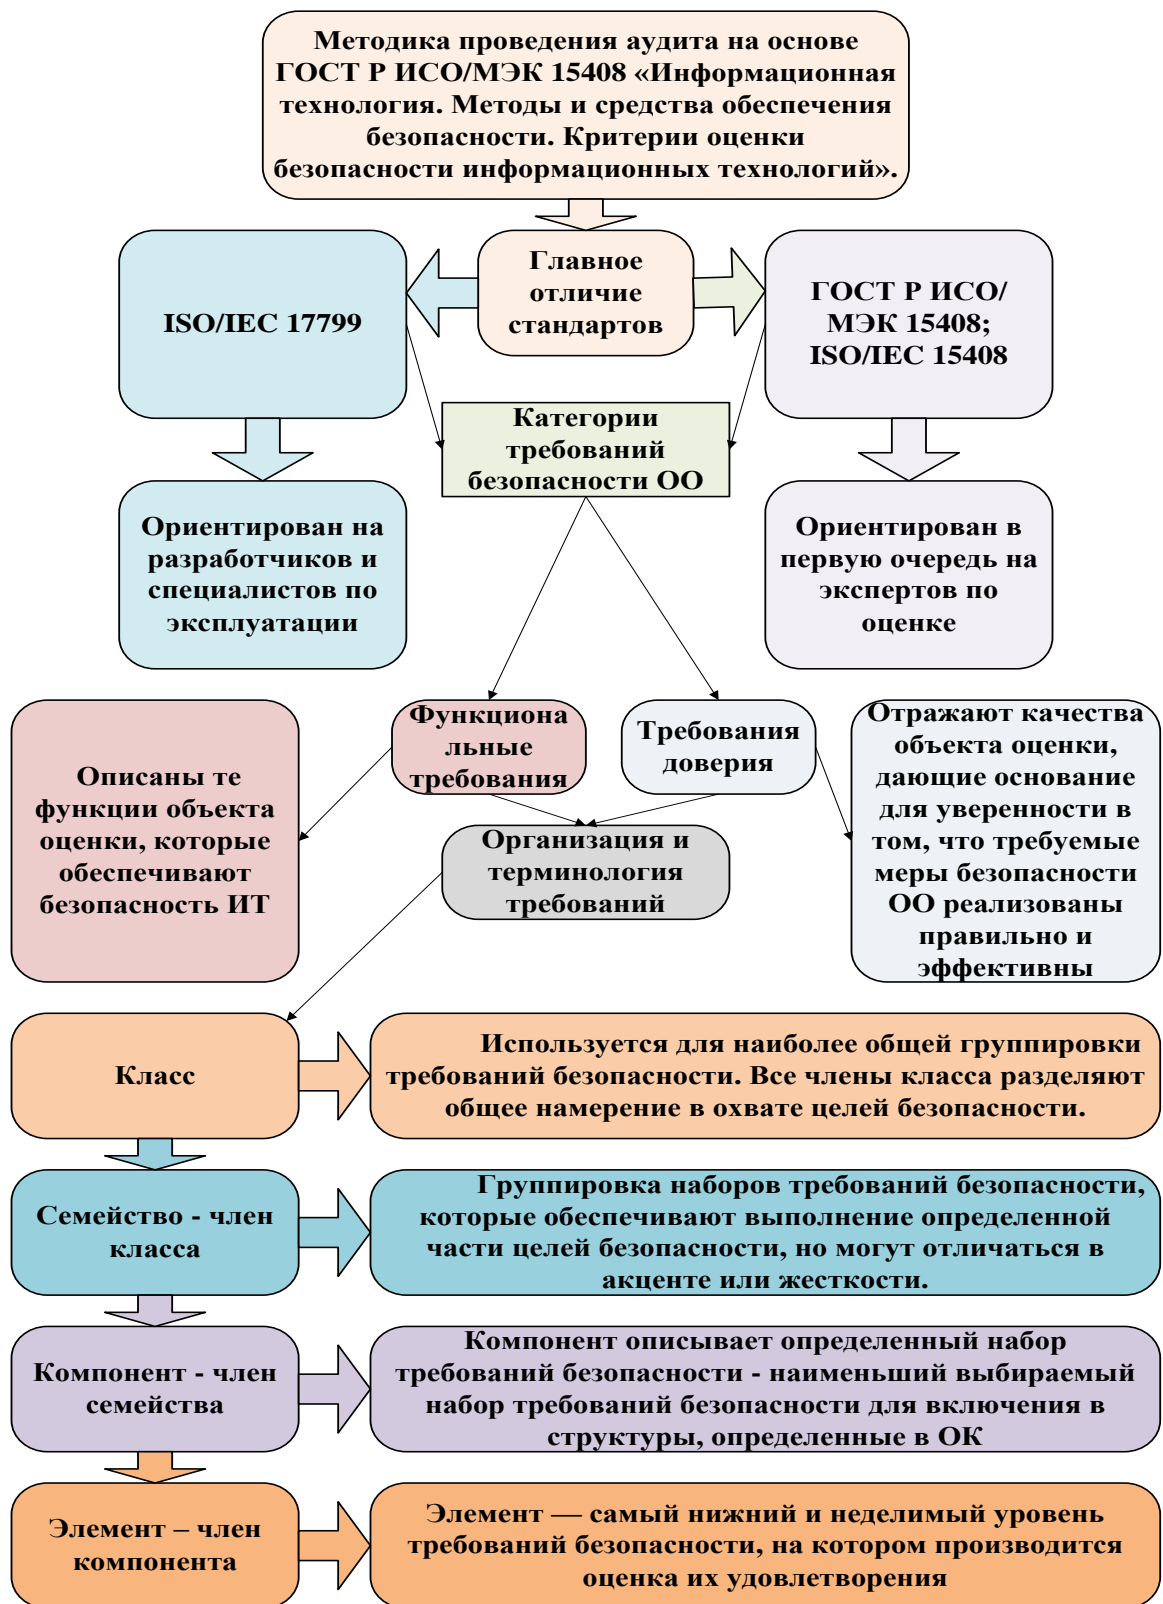 Методика проведения аудита на основе
ГОСТ Р ИСО/МЭК 15408 «Информационная
технология. Методы и средства обеспечения
безопасности. Критерии оценки
безопасности информационных технологий».
Главное
отличие
стандартов
ISO/IEC 17799
ГОСТ Р ИСО/
МЭК 15408;
ISO/IEC 15408
Категории
требований
безопасности ОО
Ориентирован на
разработчиков и
специалистов по
эксплуатации
Ориентирован в
первую очередь на
экспертов по
оценке
Функциона
льные
требования
Требования
доверия
Описаны те
функции объекта
оценки, которые
обеспечивают
безопасность ИТ
Отражают качества
объекта оценки,
дающие основание
для уверенности в
том, что требуемые
меры безопасности
ОО реализованы
правильно и
эффективны
Организация и
терминология
требований
Класс
Используется для наиболее общей группировки
требований безопасности. Все члены класса разделяют
общее намерение в охвате целей безопасности.
Семейство - член
класса
Группировка наборов требований безопасности,
которые обеспечивают выполнение определенной
части целей безопасности, но могут отличаться в
акценте или жесткости.
Компонент - член
семейства
Компонент описывает определенный набор
требований безопасности - наименьший выбираемый
набор требований безопасности для включения в
структуры, определенные в ОК
Элемент – член
компонента
Элемент — самый нижний и неделимый уровень
требований безопасности, на котором производится
оценка их удовлетворения